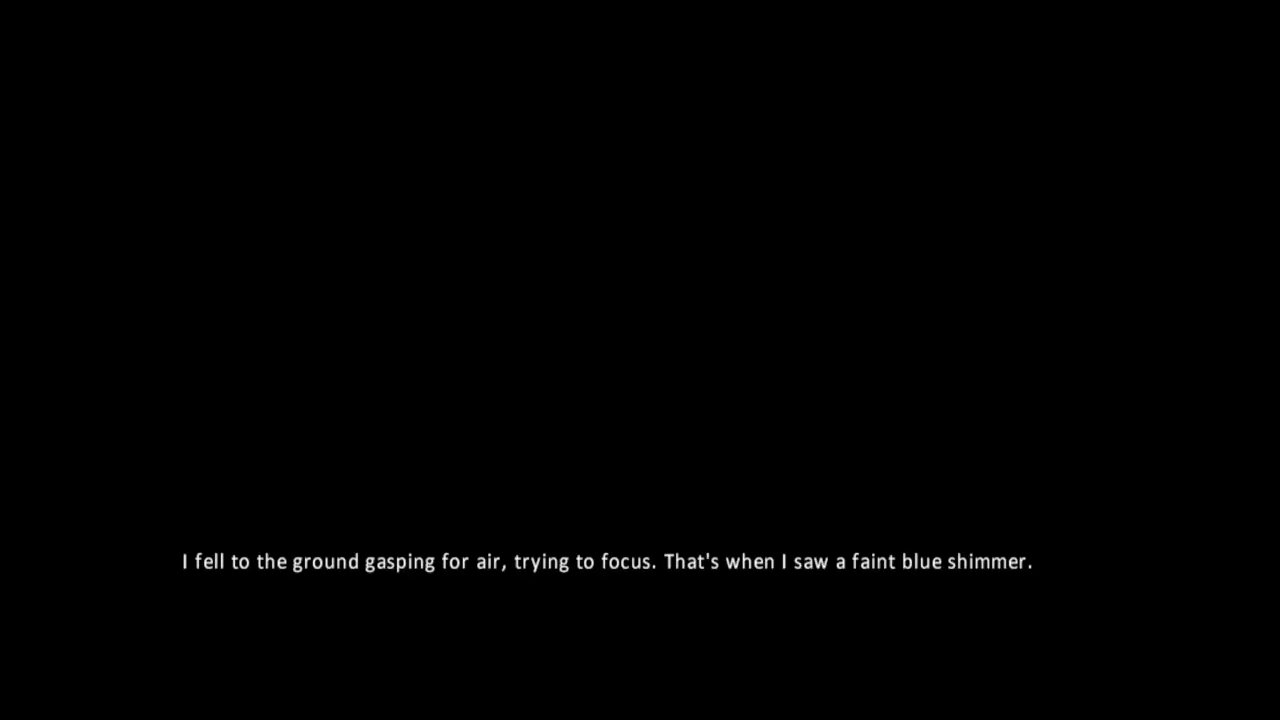 I fell to the ground gasping for air, trying to focus. That's when I saw a faint blue shimmer.